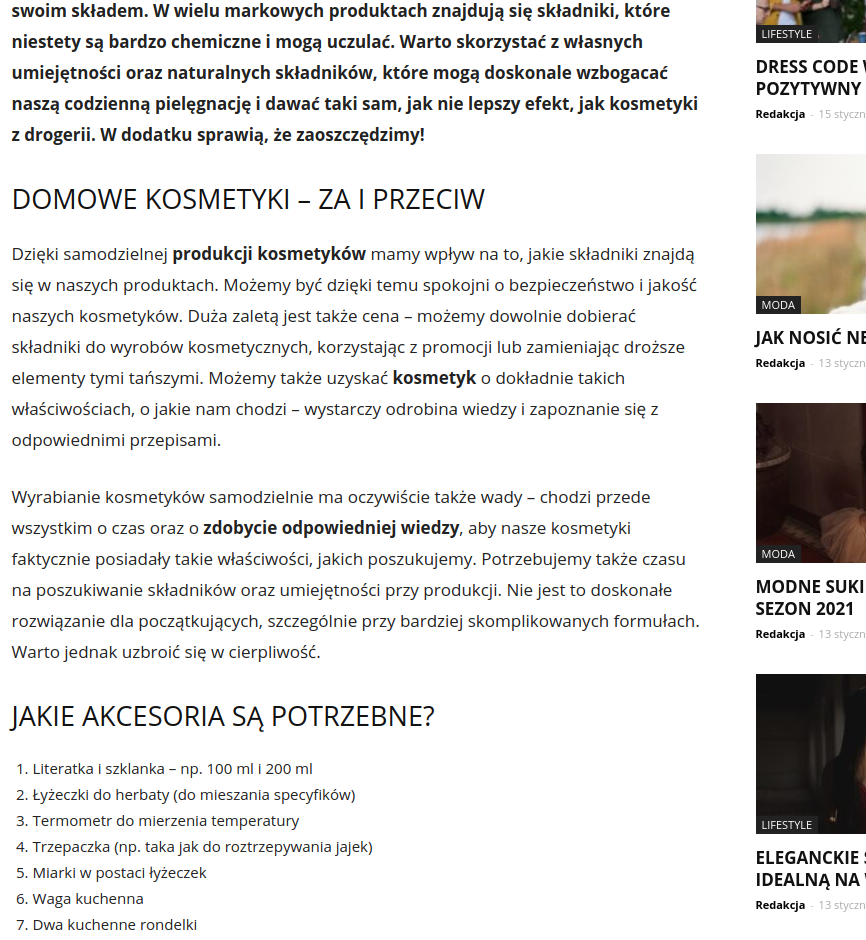 swoim składem. W wielu markowych produktach znajdują się składniki, które
niestety są bardzo chemiczne i mogą uczulać. Warto skorzystać z własnych
umiejętności oraz naturalnych składników, które mogą doskonale wzbogacać
naszą codzienną pielęgnację i dawać taki sam, jak nie lepszy efekt, jak kosmetyki
z drogerii. W dodatku sprawią, że zaoszczędzimy!
DOMOWE KOSMETYKI – ZA I PRZECIW
Dzięki samodzielnej produkcji kosmetyków mamy wpływ na to, jakie składniki znajdą
się w naszych produktach. Możemy być dzięki temu spokojni o bezpieczeństwo i jakość
naszych kosmetyków. Duża zaletą jest także cena – możemy dowolnie dobierać
składniki do wyrobów kosmetycznych, korzystając z promocji lub zamieniając droższe
elementy tymi tańszymi. Możemy także uzyskać kosmetyk o dokładnie takich
właściwościach, o jakie nam chodzi – wystarczy odrobina wiedzy i zapoznanie się z
odpowiednimi przepisami.
Wyrabianie kosmetyków samodzielnie ma oczywiście także wady – chodzi przede
wszystkim o czas oraz o zdobycie odpowiedniej wiedzy, aby nasze kosmetyki
faktycznie posiadały takie właściwości, jakich poszukujemy. Potrzebujemy także czasu
na poszukiwanie składników oraz umiejętności przy produkcji. Nie jest to doskonałe
rozwiązanie dla początkujących, szczególnie przy bardziej skomplikowanych formułach.
Warto jednak uzbroić się w cierpliwość.
JAKIE AKCESORIA SĄ POTRZEBNE?
1. Literatka i szklanka – np. 100 ml i 200 ml
2. Łyżeczki do herbaty (do mieszania specyfików)
3. Termometr do mierzenia temperatury
4. Trzepaczka (np. taka jak do roztrzepywania jajek)
5. Miarki w postaci łyżeczek
6. Waga kuchenna
7. Dwa kuchenne rondelki
LIFESTYLE
DRESS CODE
POZYTYWNY
Redakcja - 15 styczn
MODA
JAK NOSIĆ NE
Redakcja - 13 styczn
MODA
MODNE SUKI
SEZON 2021
Redakcja - 13 styczn
LIFESTYLE
ELEGANCKIE
IDEALNĄ NA
Redakcja - 13 styczn